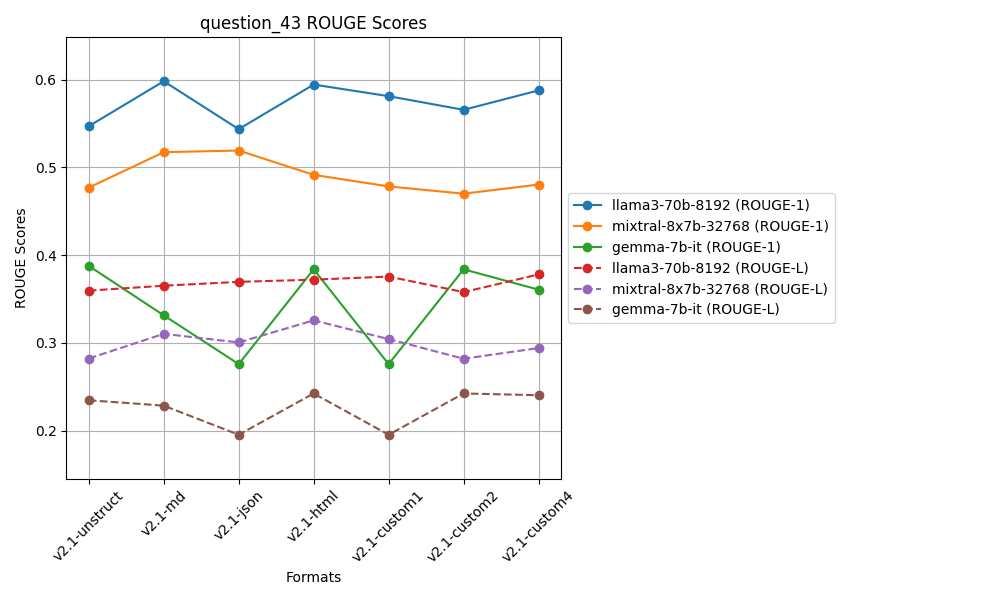 question_43 ROUGE Scores
ROUGE Scores
0.6
0.5
0.4
0.3
0.2
v2.1-unstruct
v2.1-md
v2.1-json
v2.1-html
v2.1-custom1
v2.1-custom2
v2.1-custom4
Formats
llama3-70b-8192 (ROUGE-1)
mixtral-8x7b-32768 (ROUGE-1)
gemma-7b-it (ROUGE-1)
llama3-70b-8192 (ROUGE-L)
mixtral-8x7b-32768 (ROUGE-L)
gemma-7b-it (ROUGE-L)